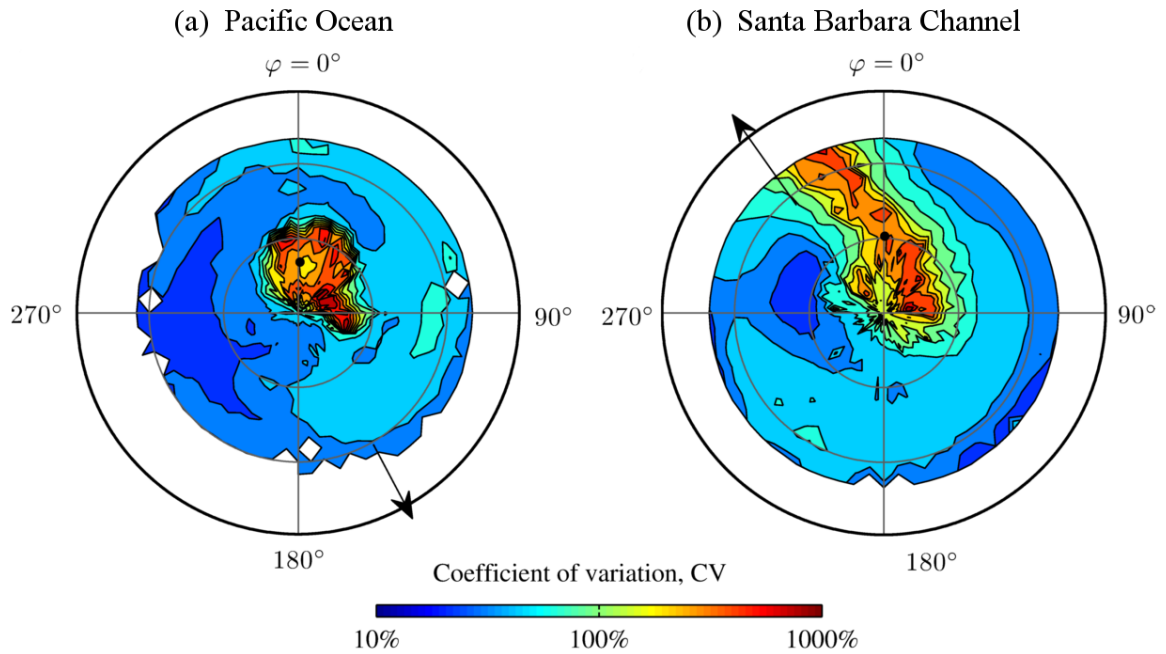 (a) Pacific Ocean
(b) Santa Barbara Channel
φ = 0°
φ = 0°
270°
90°
270°
90°
180°
180°
Coefficient of variation, CV
10%
100%
1000%